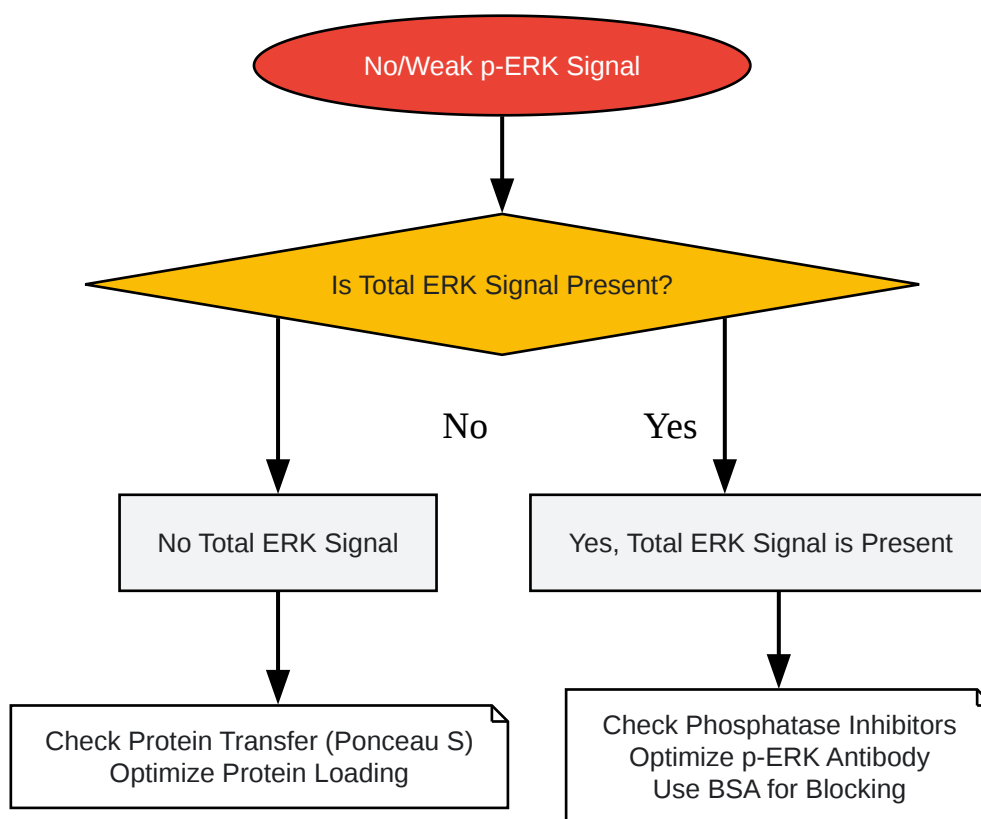 No/Weak p-ERK Signal
Is Total ERK Signal Present?
No
Yes
No Total ERK Signal
Yes, Total ERK Signal is Present
Check Protein Transfer (Ponceau S)
Optimize Protein Loading
Check Phosphatase Inhibitors
Optimize p-ERK Antibody
Use BSA for Blocking